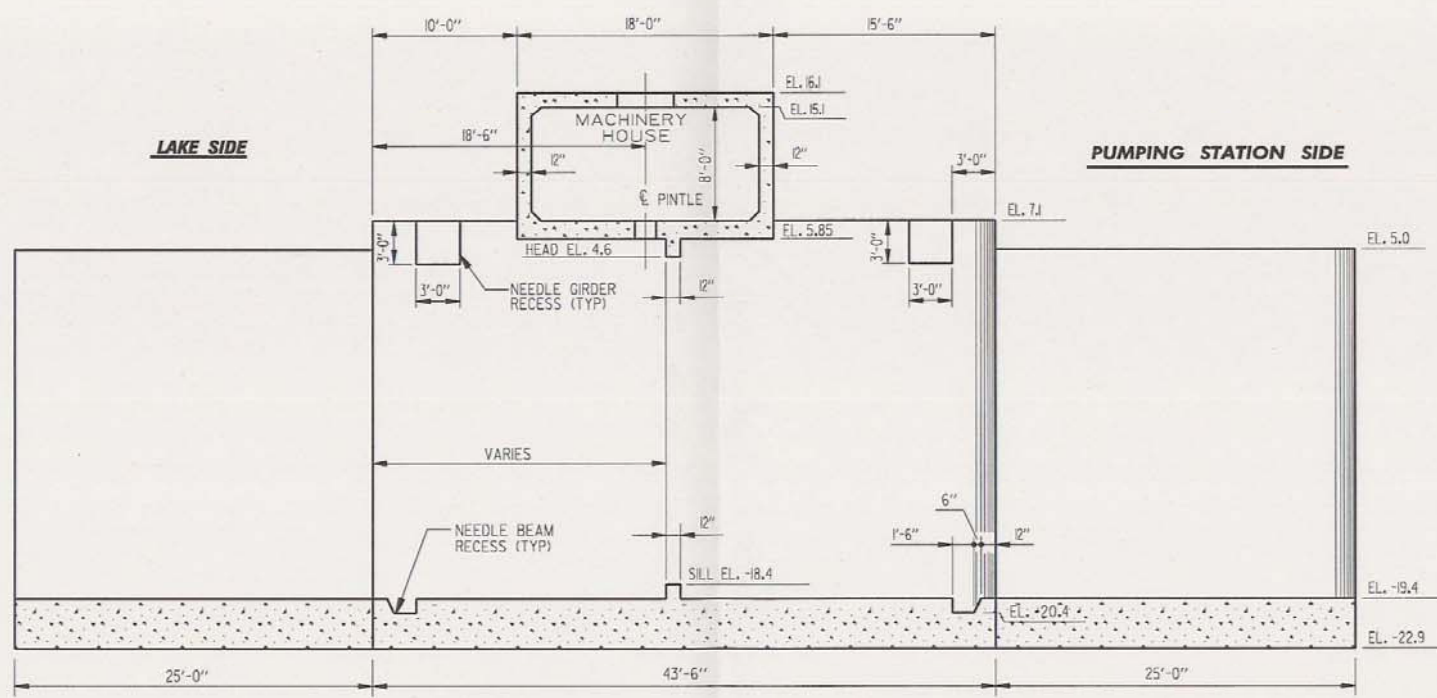 10'-0"
18'-0"
15'-6"
EL. 16.1
EL. 15.1
MACHINERY
HOUSE
18'-6"
LAKE SIDE
12"
8'-0"
12"
PUMPING STATION SIDE
3'-0"
℄ PINTLE
EL. 7.1
EL. 5.85
EL. 5.0
HEAD EL. 4.6
3'-0"
3'-0"
3'-0"
NEEDLE GIRDER
RECESS (TYP)
12"
3'-0"
VARIES
6"
NEEDLE BEAM
RECESS (TYP)
12"
1'-6"
12"
SILL EL. -18.4
EL. -19.4
EL. -20.4
EL. -22.9
25'-0"
43'-6"
25'-0"